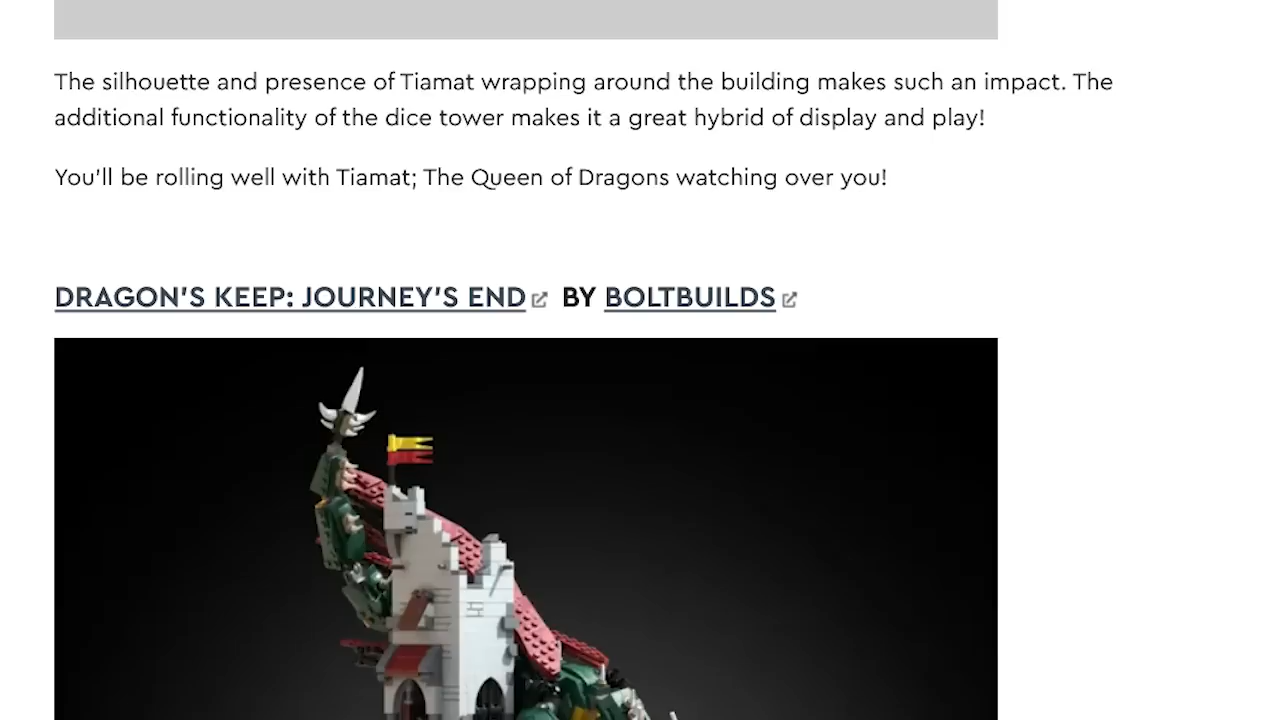 The silhouette and presence of Tiamat wrapping around the building makes such an impact. The
additional functionality of the dice tower makes it a great hybrid of display and play!
You'll be rolling well with Tiamat; The Queen of Dragons watching over you!
DRAGON'S KEEP: JOURNEY'S END BY BOLTBUILDS